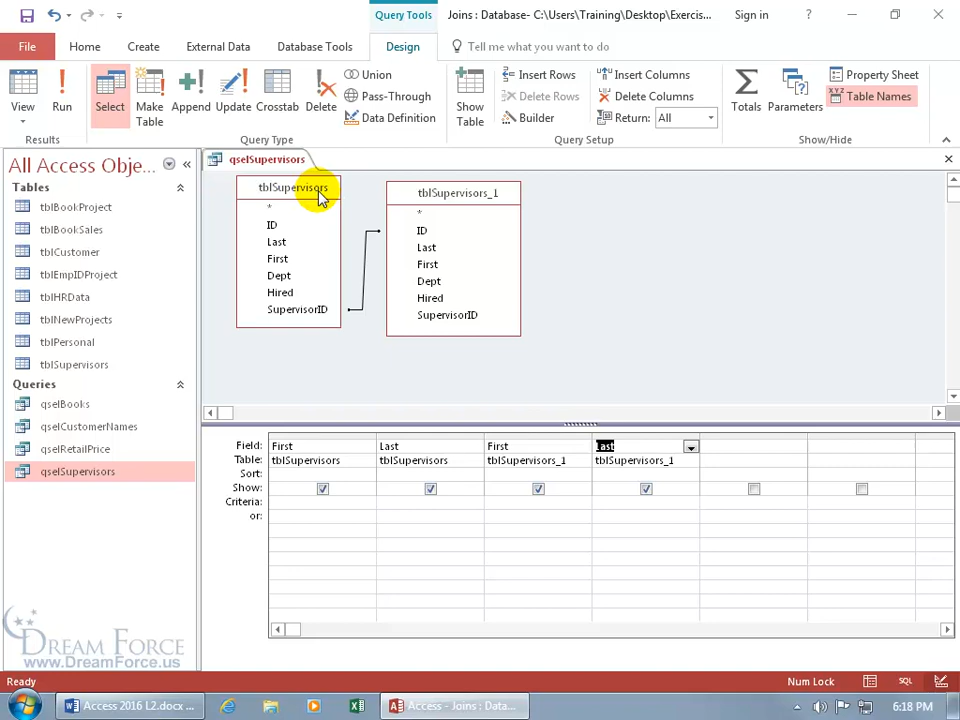 Query Tools
Joins : Database- C:\Users\Training\Desktop\Exercis...
Sign in
?
File
Home
Create
External Data
Database Tools
Design
Tell me what you want to do
View
Run
Select
Make Table
Append
Update
Crosstab
Delete
Union
Pass-Through
Data Definition
Show Table
Insert Rows
Delete Rows
Builder
Insert Columns
Delete Columns
Return: All
Totals
Parameters
Property Sheet
XYZ Table Names
Results
Query Type
Query Setup
Show/Hide
All Access Obje...
Tables
tblBookProject
tblBookSales
tblCustomer
tblEmpIDProject
tblHRData
tblNewProjects
tblPersonal
tblSupervisors
Queries
qselBooks
qselCustomerNames
qselRetailPrice
qselSupervisors
qselSupervisors
tblSupervisors
*
ID
Last
First
Dept
Hired
SupervisorID
tblSupervisors_1
*
ID
Last
First
Dept
Hired
SupervisorID
Field: First Last First Last
Table: tblSupervisors tblSupervisors tblSupervisors_1 tblSupervisors_1
Sort:
Show:
Criteria:
or:
DREAM FORCE
www.DreamForce.us
Ready
Num Lock
SQL
Access 2016 L2.docx ...
Access - Joins : Data...
6:18 PM